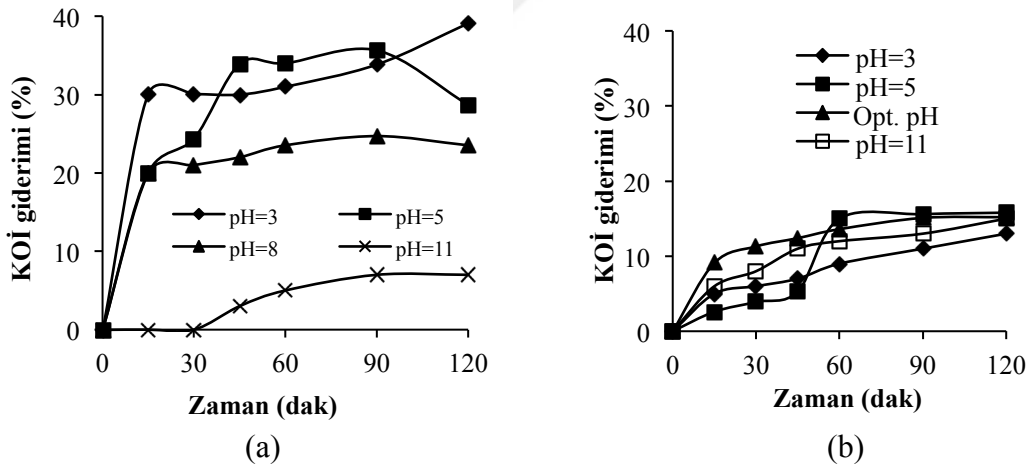 KOİ giderimi (%)
40
30
20
10
0
pH=3 pH=5
pH=8 pH=11
0 30 60 90 120
Zaman (dak)
(a)
KOİ giderimi (%)
40
30
20
10
0
pH=3
pH=5
Opt. pH
pH=11
0 30 60 90 120
Zaman (dak)
(b)